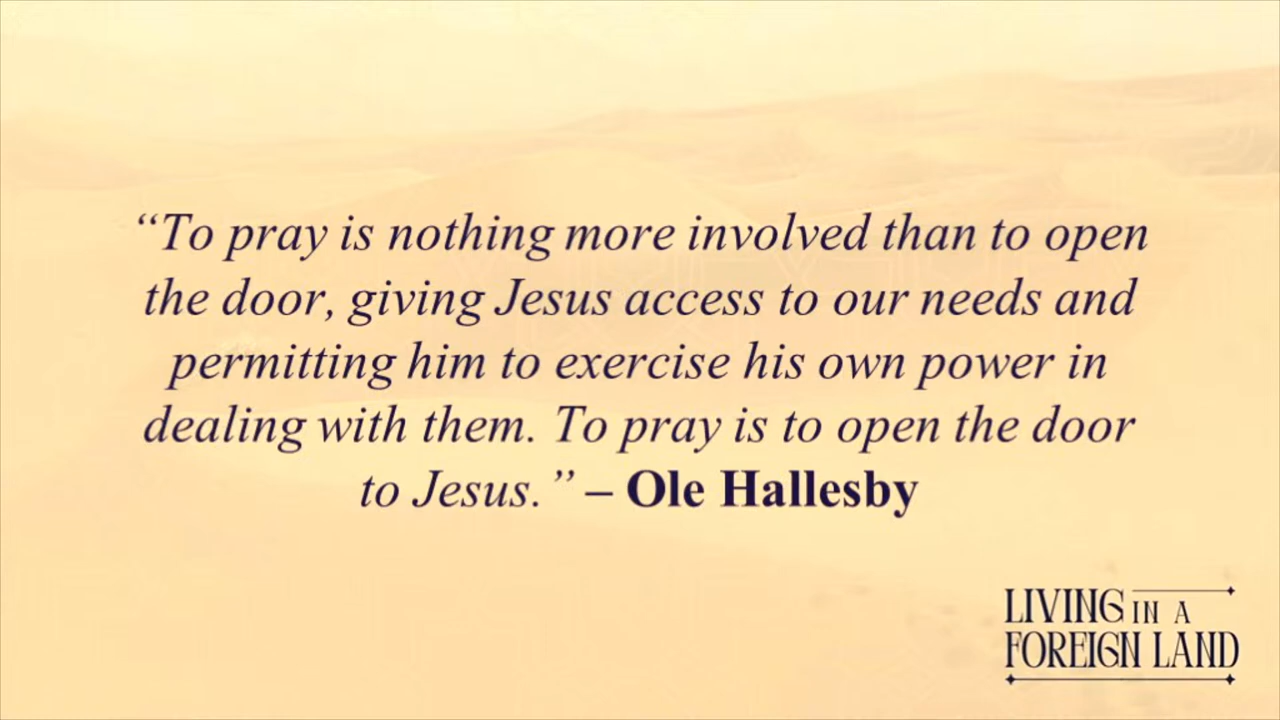 “To pray is nothing more involved than to open
the door, giving Jesus access to our needs and
permitting him to exercise his own power in
dealing with them. To pray is to open the door
to Jesus.” – Ole Hallesby
LIVING IN A
FOREIGN LAND